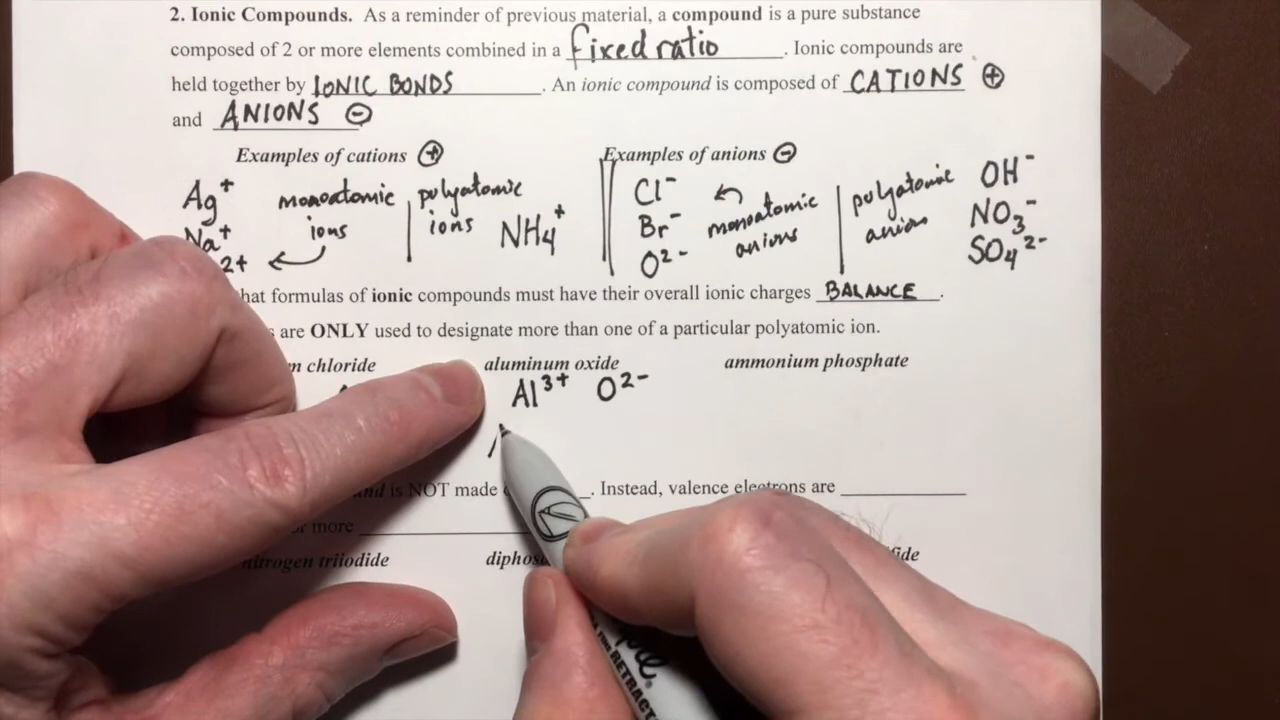 2. Ionic Compounds. As a reminder of previous material, a compound is a pure substance
composed of 2 or more elements combined in a fixed ratio. Ionic compounds are
held together by IONIC BONDS. An ionic compound is composed of CATIONS ⊕
and ANIONS ⊖
Examples of cations ⊕ Examples of anions ⊖
Ag⁺ monoatomic ions polyatomic ions NH₄⁺ Cl⁻ monoatomic anions polyatomic anions OH⁻
Na⁺ Br⁻ NO₃⁻
2+ O²⁻ SO₄²⁻
hat formulas of ionic compounds must have their overall ionic charges BALANCE.
are ONLY used to designate more than one of a particular polyatomic ion.
chloride aluminum oxide ammonium phosphate
Al³⁺ O²⁻
is NOT made . Instead, valence electrons are
or more
nitrogen triiodide
RETRACT